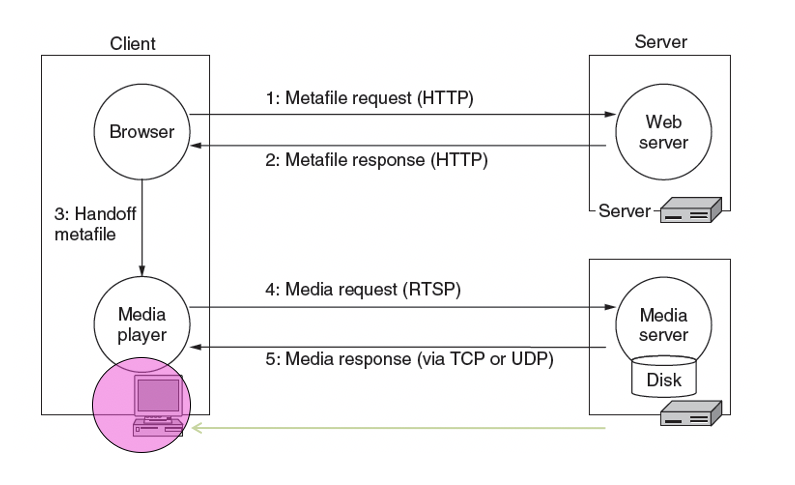 Client
Server
1: Metafile request (HTTP)
Browser
Web
server
2: Metafile response (HTTP)
3: Handoff
metafile
Server
4: Media request (RTSP)
Media
player
Media
server
5: Media response (via TCP or UDP)
Disk